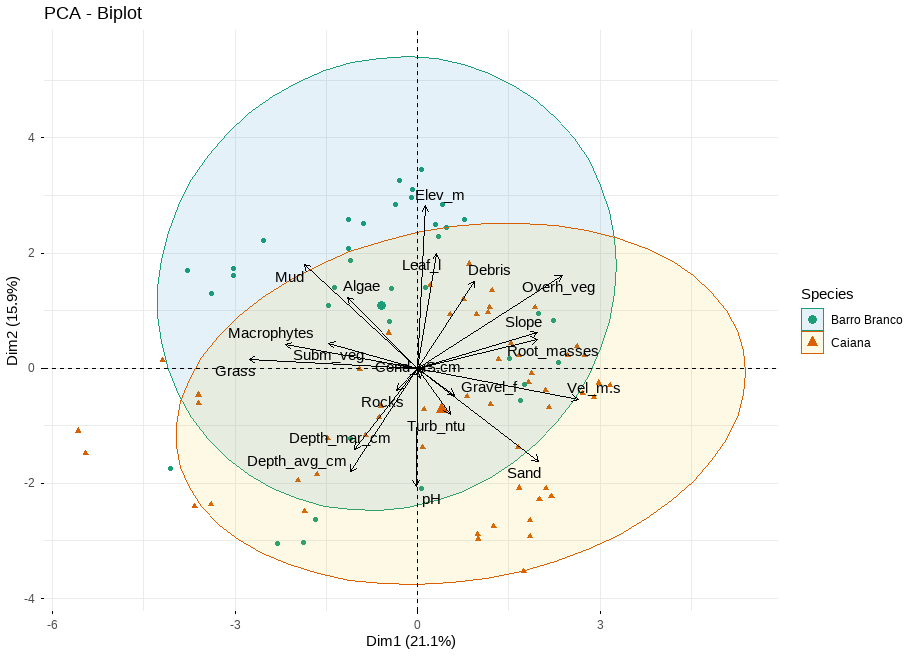 PCA - Biplot
Dim2 (15.9%)
4
2
0
-2
-4
Elev_m
Leaf_l
Debris
Mud
Algae
Overh_veg
Slope
Macrophytes
Subm_veg
Root_masses
Grass
Gravel_f
Vel_m.s
Rocks
Turb_ntu
Depth_mar_cm
Depth_avg_cm
Sand
pH
-6
-3
0
3
Dim1 (21.1%)
Species
Barro Branco
Caiana